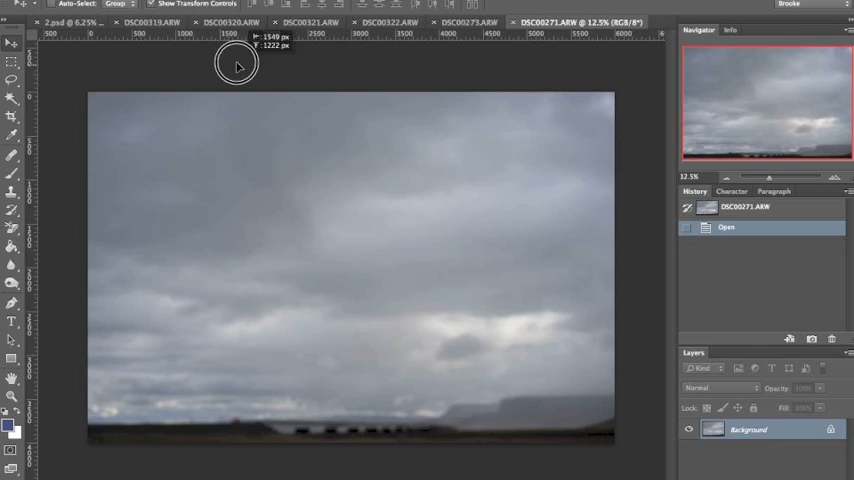 Auto-Select: Group Show Transform Controls Brooke
2.psd @ 6.25% ... DSC00319.ARW DSC00320.ARW DSC00321.ARW DSC00322.ARW DSC00273.ARW DSC00271.ARW @ 12.5% (RGB/8*)
Navigator Info
500 0 500 1000 1500 2500 3000 3500 4000 4500 5000 5500 6000 6500
: 1549 px
: 1222 px
12.5%
History Character Paragraph
DSC00271.ARW
Open
Layers
Kind
Normal Opacity: 100%
Lock: Fill: 100%
Background